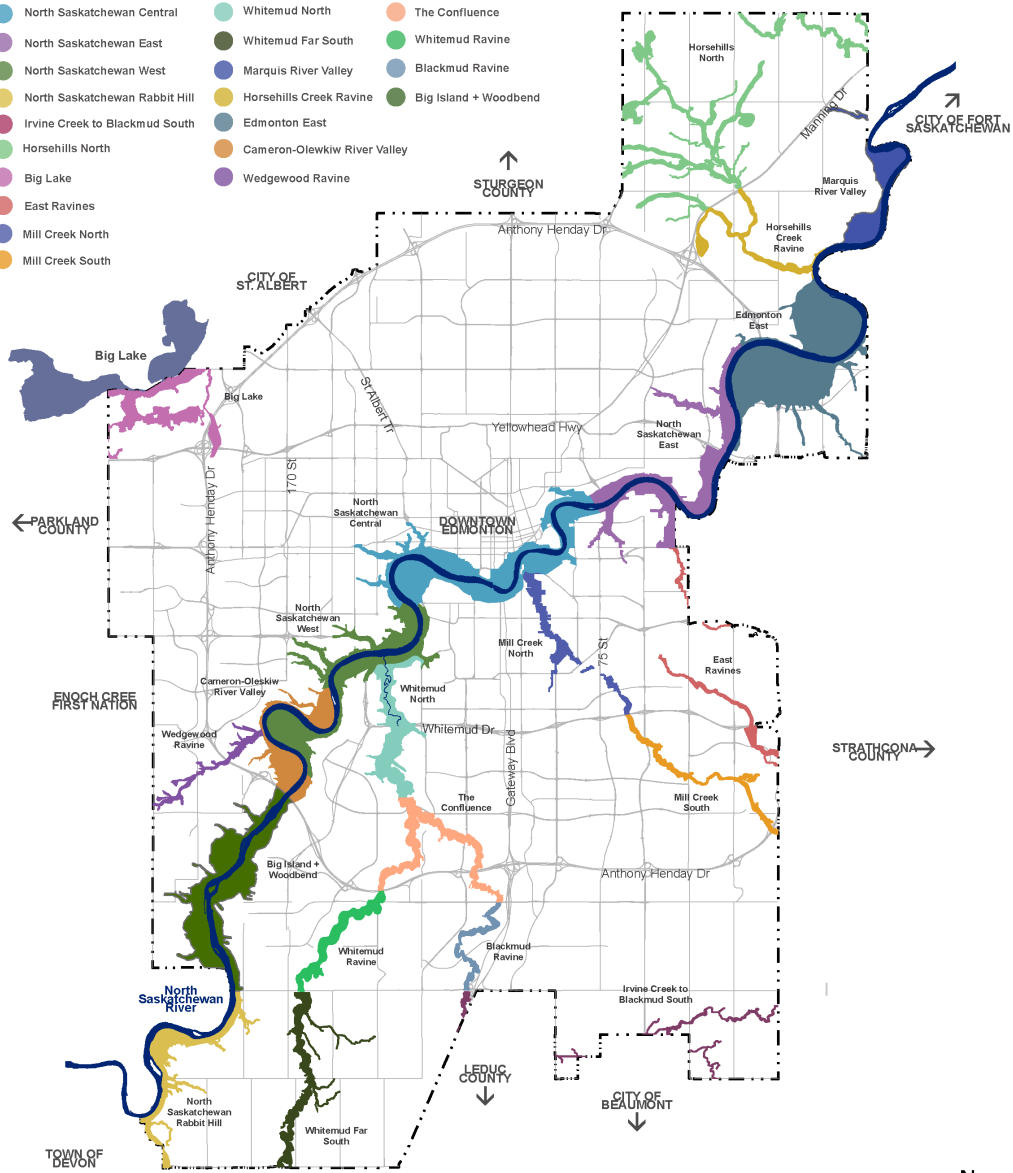 North Saskatchewan Central
North Saskatchewan East
North Saskatchewan West
North Saskatchewan Rabbit Hill
Irvine Creek to Blackmud South
Horsehills North
Big Lake
East Ravines
Mill Creek North
Mill Creek South
Whitemud North
Whitemud Far South
Marquis River Valley
Horsehills Creek Ravine
Edmonton East
Cameron-Olewkiw River Valley
Wedgewood Ravine
The Confluence
Whitemud Ravine
Blackmud Ravine
Big Island + Woodbend
Horsehills
North
Manning Dr
CITY OF FORT
SASKATCHEWAN
STURGEON
COUNTY
Marquis
River Valley
Anthony Henday Dr
Horsehills
Creek
Ravine
CITY OF
ST. ALBERT
Edmonton
East
Big Lake
Big Lake
St Albert Tr
Yellowhead Hwy
North
Saskatchewan
East
170 St
Anthony Henday Dr
North
Saskatchewan
Central
DOWNTOWN
EDMONTON
PARKLAND
COUNTY
North
Saskatchewan
West
Mill Creek
North
75 St
East
Ravines
Cameron-Oleskiw
River Valley
ENOCH CREE
FIRST NATION
Whitemud
North
Whitemud Dr
Wedgewood
Ravine
Gateway Blvd
STRATHCONA
COUNTY
The
Confluence
Mill Creek
South
Big Island +
Woodbend
Anthony Henday Dr
Whitemud
Ravine
Blackmud
Ravine
North
Saskatchewan
River
Irvine Creek to
Blackmud South
LEDUC
COUNTY
CITY OF
BEAUMONT
North
Saskatchewan
Rabbit Hill
Whitemud Far
South
TOWN OF
DEVON